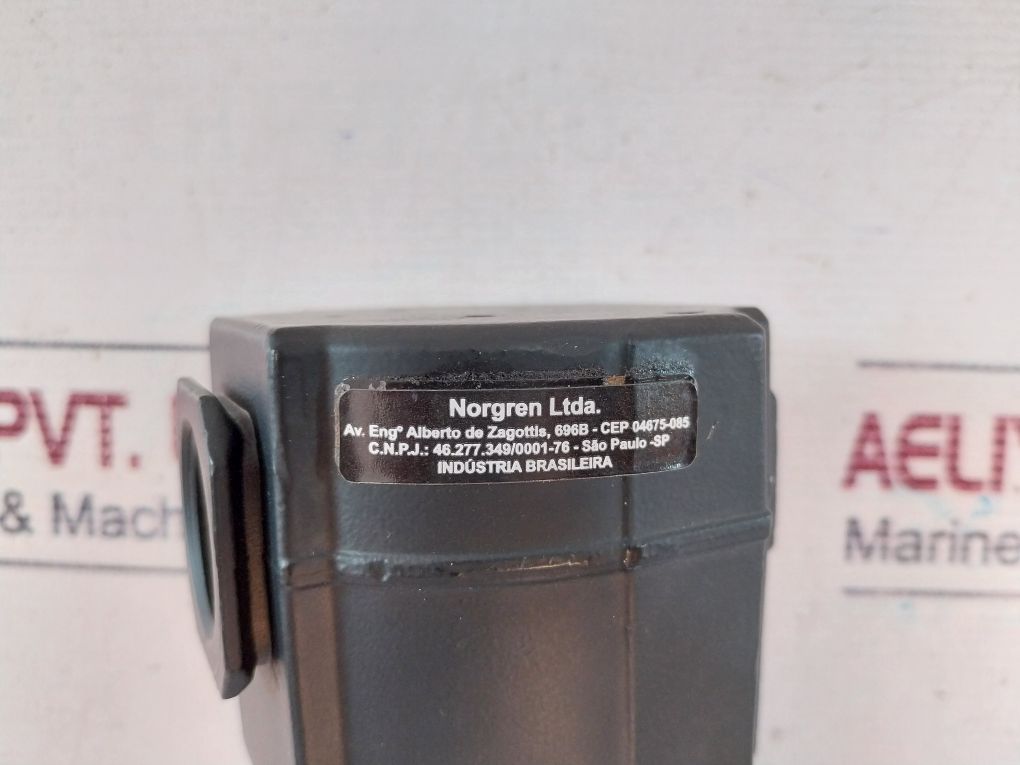 Norgren Ltda.
Av. Engº Alberto de Zagottis, 696B - CEP 04675-085
C.N.P.J.: 46.277.349/0001-76 - São Paulo -SP
INDÚSTRIA BRASILEIRA
PVT.
& Mach
AELIY
Marine